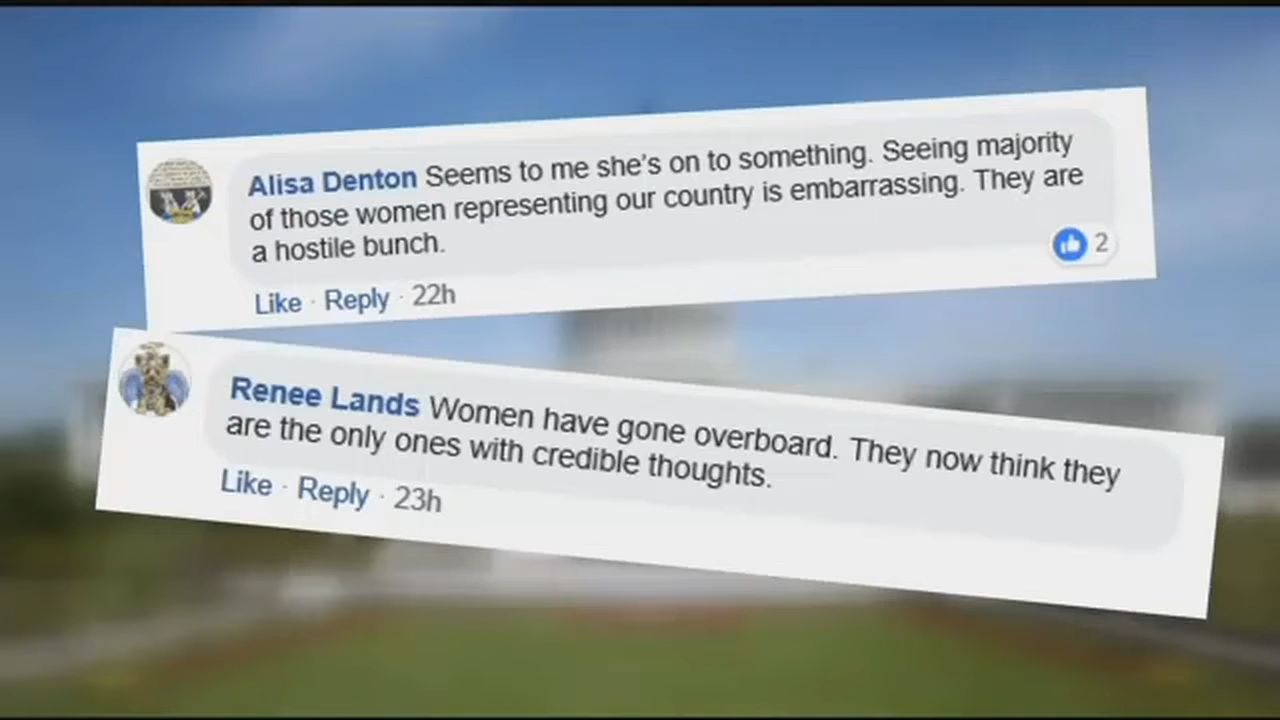 Alisa Denton Seems to me she's on to something. Seeing majority
of those women representing our country is embarrassing. They are
a hostile bunch.
2
Like · Reply · 22h
Renee Lands Women have gone overboard. They now think they
are the only ones with credible thoughts.
Like · Reply · 23h